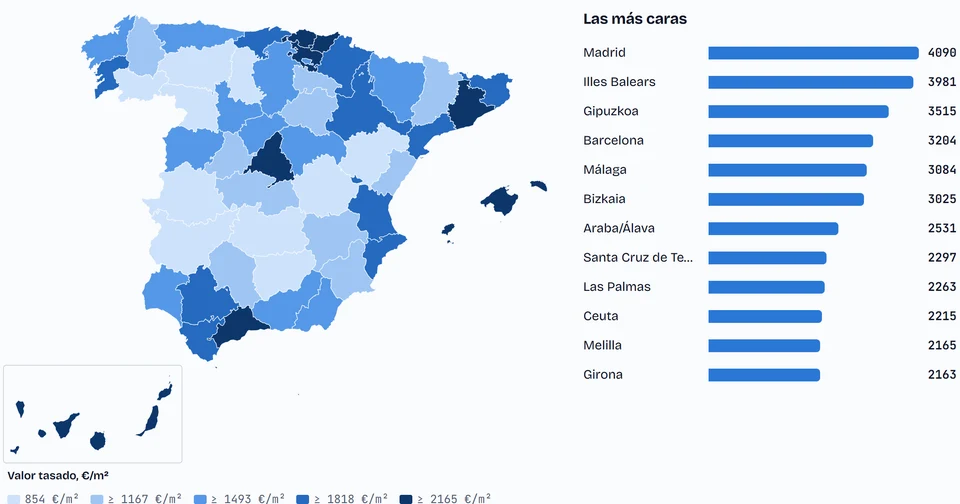 Las más caras
Madrid 4090
Illes Balears 3981
Gipuzkoa 3515
Barcelona 3204
Málaga 3084
Bizkaia 3025
Araba/Álava 2531
Santa Cruz de Te... 2297
Las Palmas 2263
Ceuta 2215
Melilla 2165
Girona 2163
Valor tasado, €/m²
854 €/m² ≥ 1167 €/m² ≥ 1493 €/m² ≥ 1818 €/m² ≥ 2165 €/m²